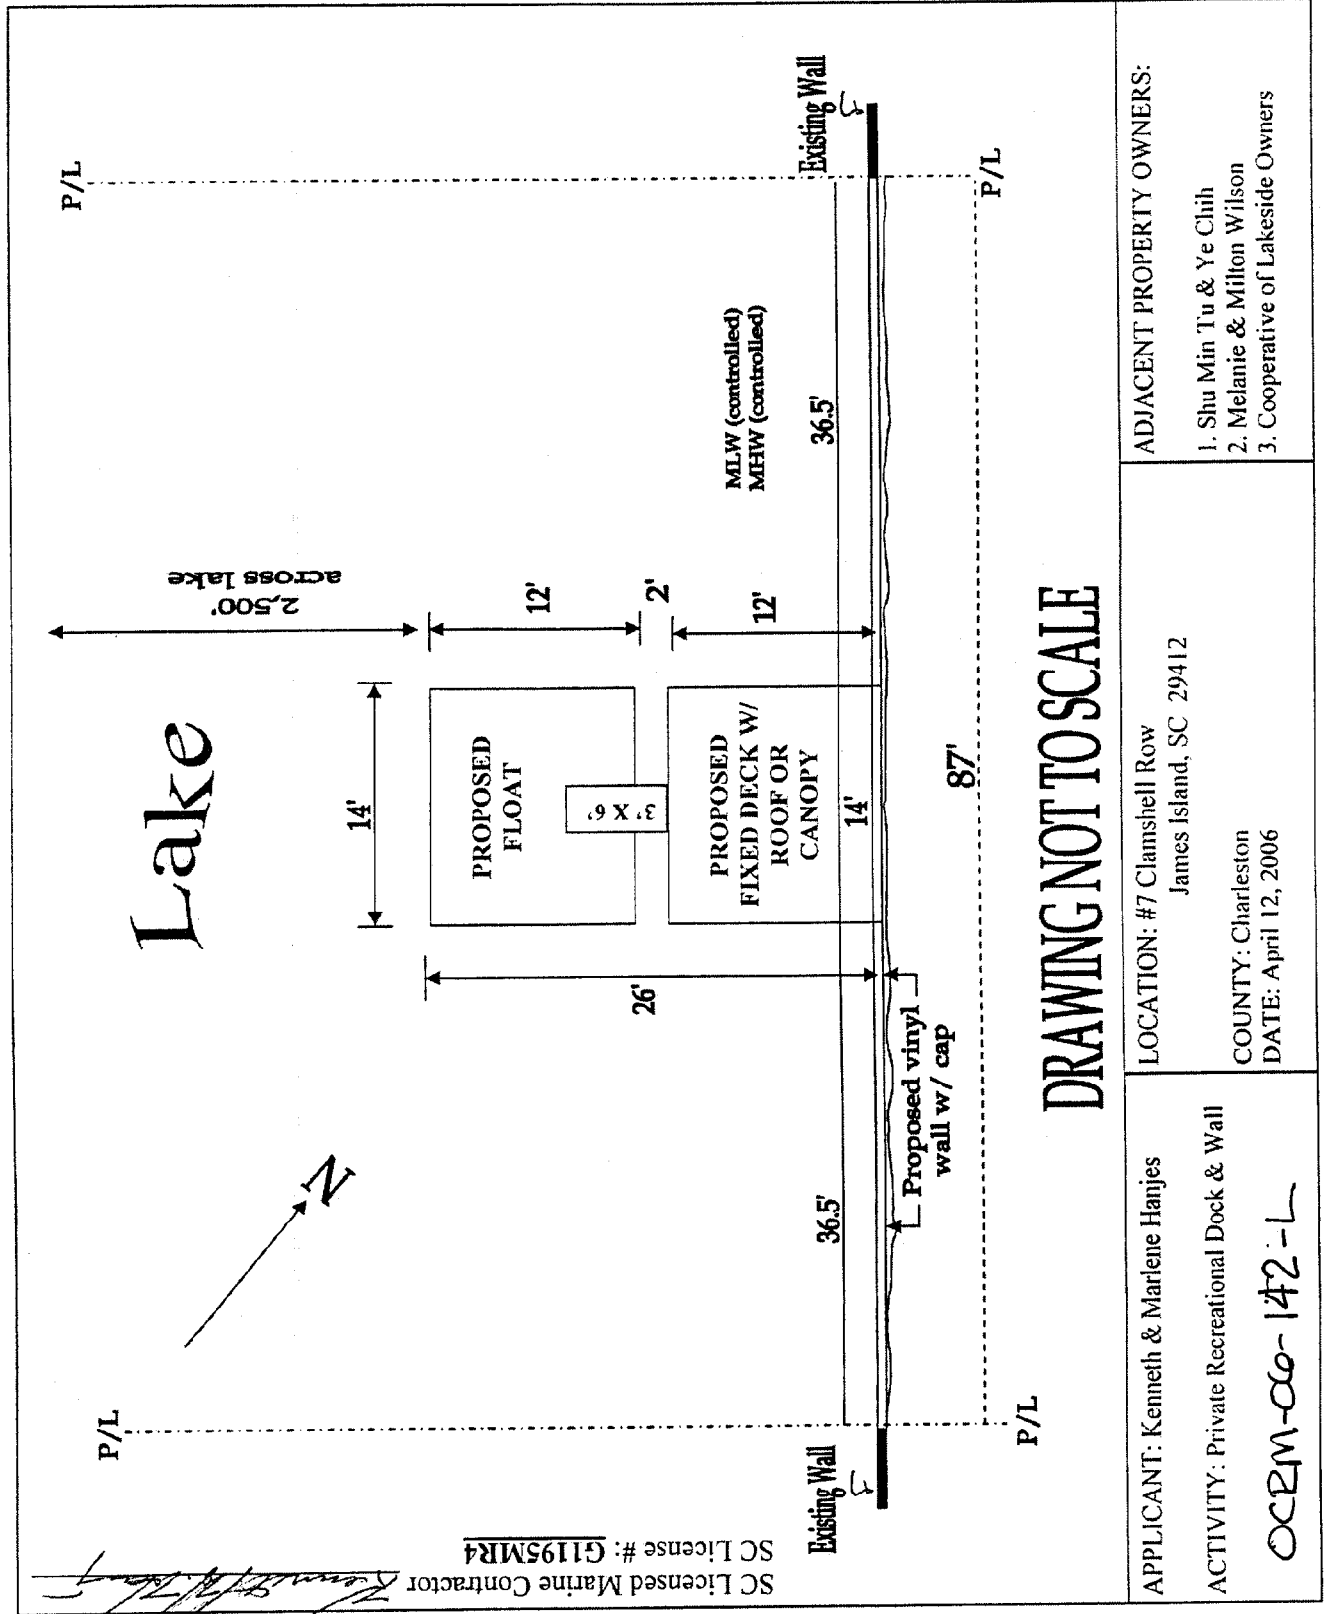 SC Licensed Marine Contractor
SC License #: G1195MR4
P/L
P/L
N
Lake
2,500'
across lake
14'
12'
2'
12'
26'
PROPOSED
FLOAT
3' X 6'
PROPOSED
FIXED DECK W/
ROOF OR
CANOPY
14'
MLW (controlled)
MHW (controlled)
Existing Wall
36.5'
36.5'
Existing Wall
Proposed vinyl
wall w/ cap
87'
P/L
P/L
DRAWING NOT TO SCALE
APPLICANT: Kenneth & Marlene Hanjes
ACTIVITY: Private Recreational Dock & Wall
OCRM-06-142-L
LOCATION: #7 Clamshell Row
James Island, SC 29412
COUNTY: Charleston
DATE: April 12, 2006
ADJACENT PROPERTY OWNERS:
1. Shu Min Tu & Ye Chih
2. Melanie & Milton Wilson
3. Cooperative of Lakeside Owners